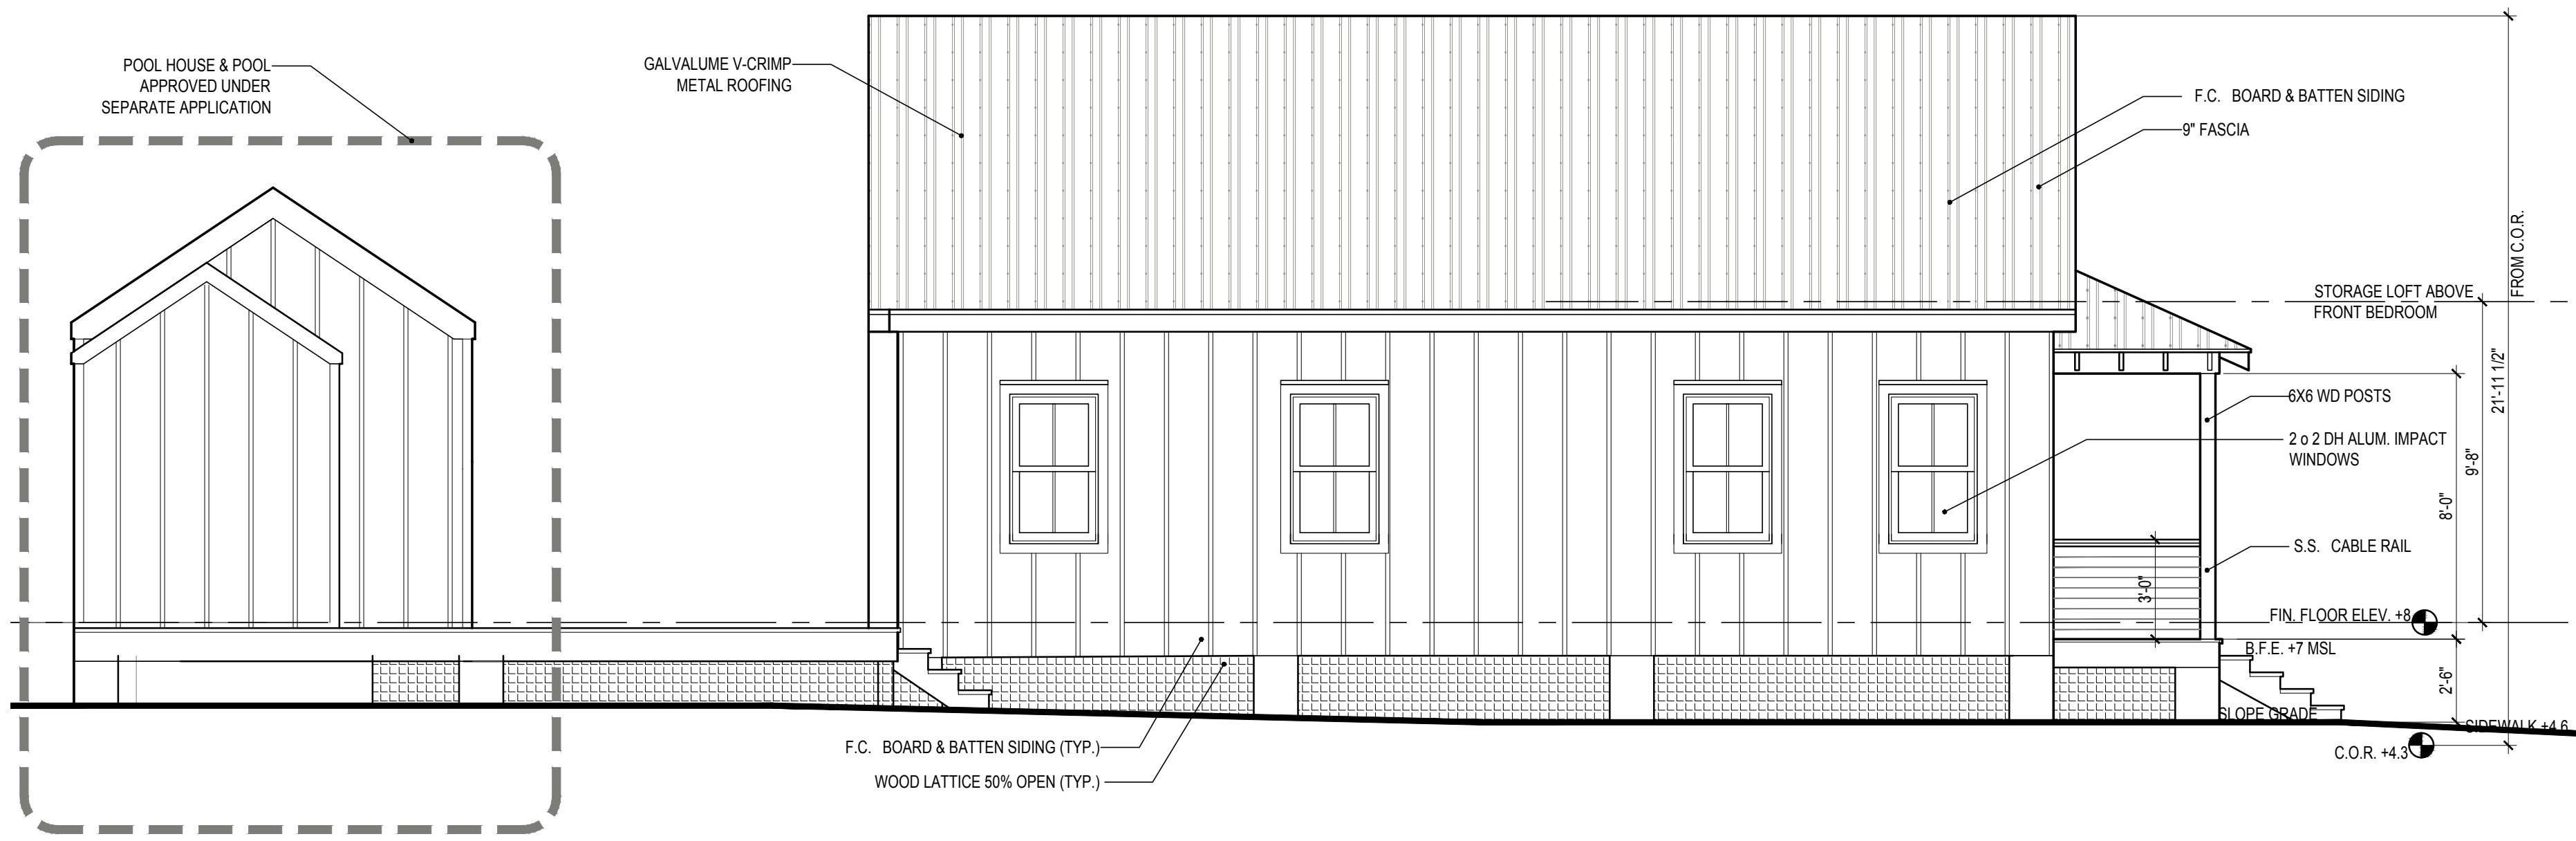 POOL HOUSE & POOL
APPROVED UNDER
SEPARATE APPLICATION
GALVALUME V-CRIMP
METAL ROOFING
F.C. BOARD & BATTEN SIDING
9" FASCIA
FROM C.O.R.
21'-11 1/2"
STORAGE LOFT ABOVE
FRONT BEDROOM
6X6 WD POSTS
2 o 2 DH ALUM. IMPACT
WINDOWS
9'-8"
8'-0"
S.S. CABLE RAIL
3'-0"
FIN. FLOOR ELEV. +8
B.F.E. +7 MSL
2'-6"
SLOPE GRADE
SIDEWALK +4.6
C.O.R. +4.3
F.C. BOARD & BATTEN SIDING (TYP.)
WOOD LATTICE 50% OPEN (TYP.)